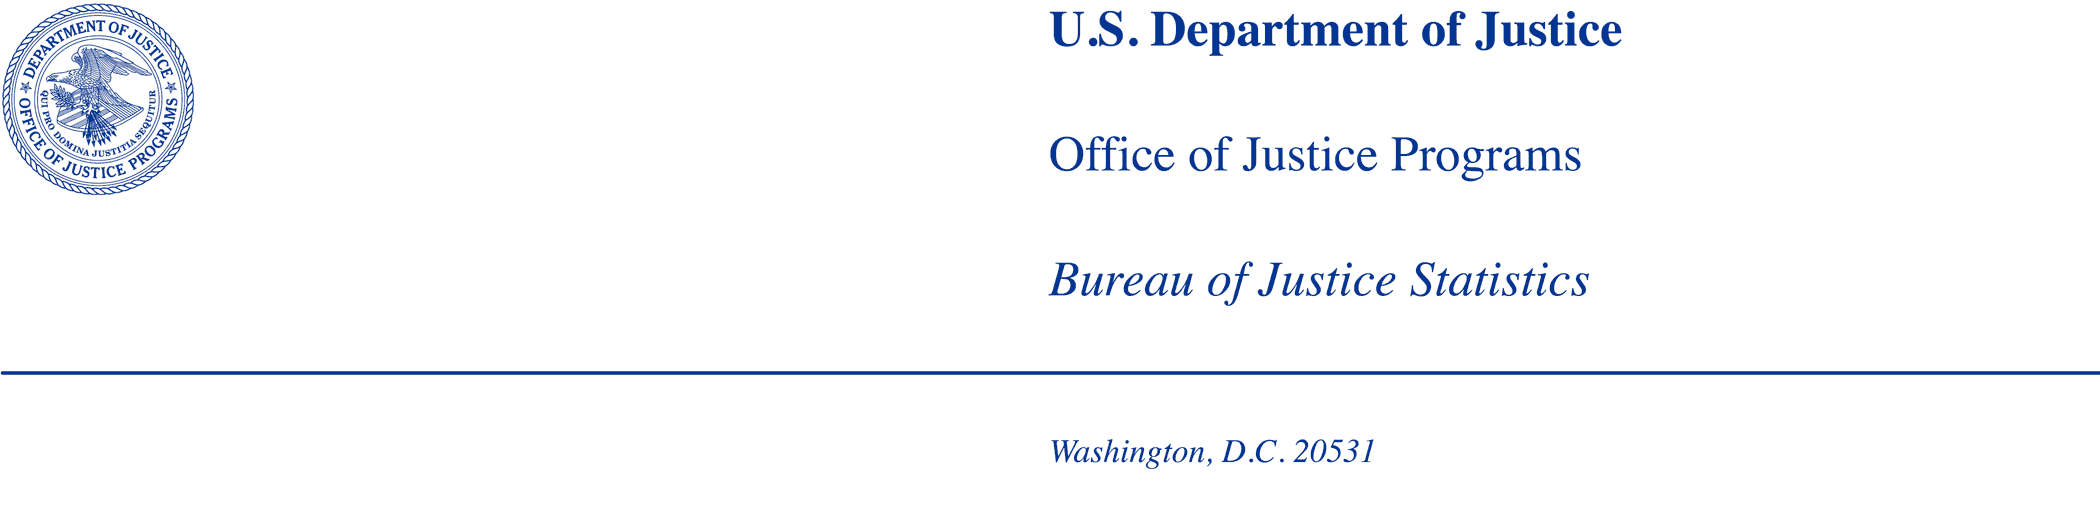 DEPARTMENT OF JUSTICE
OFFICE OF JUSTICE PROGRAMS
QUI PRO DOMINA JUSTITIA SEQUITUR
U.S. Department of Justice
Office of Justice Programs
Bureau of Justice Statistics
Washington, D.C. 20531